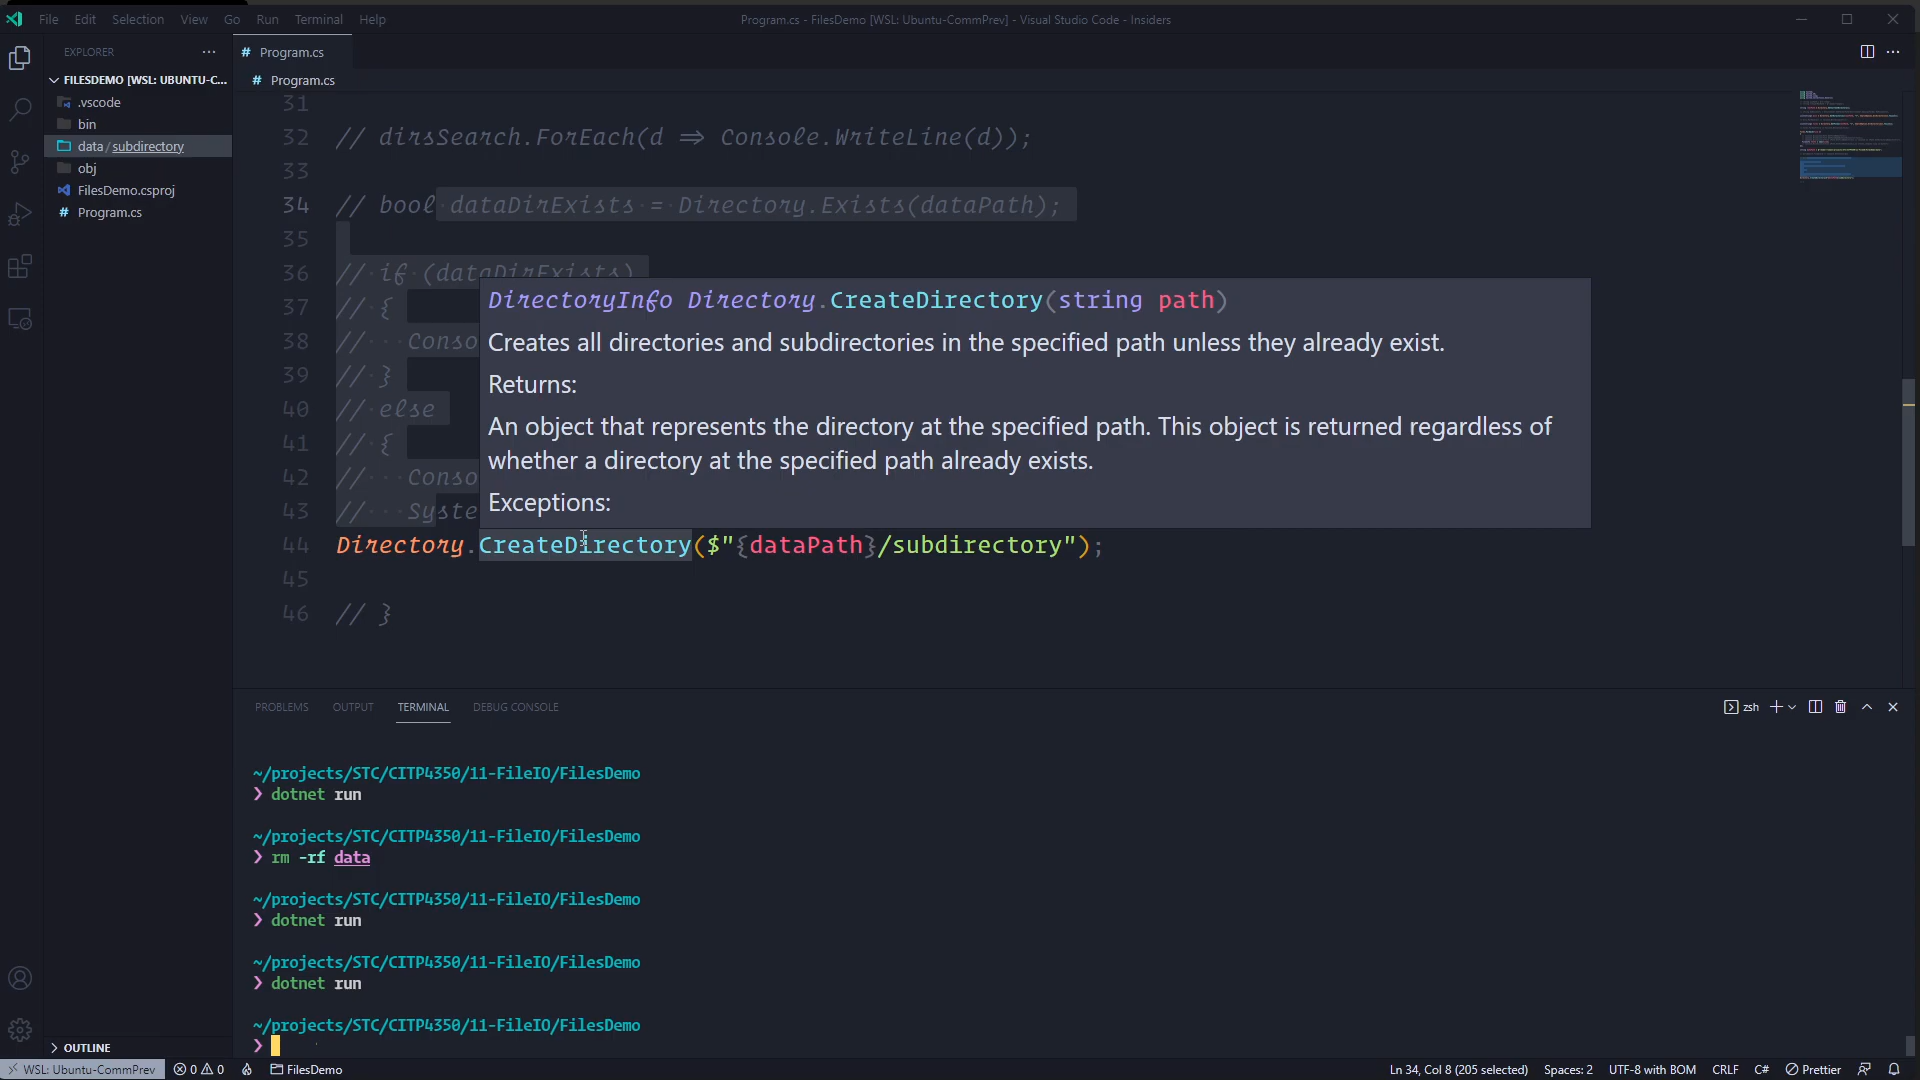 File Edit Selection View Go Run Terminal Help
Program.cs - FilesDemo [WSL: Ubuntu-CommPrev] - Visual Studio Code - Insiders
EXPLORER
FILESDEMO [WSL: UBUNTU-C...
.vscode
bin
data/subdirectory
obj
FilesDemo.csproj
Program.cs
OUTLINE
# Program.cs
# Program.cs
31
32 // dirsSearch.ForEach(d => Console.WriteLine(d));
33
34 // bool dataDirExists = Directory.Exists(dataPath);
35
36 // if (dataDirExists)
37 // {
38 // Conso
39 // }
40 // else
41 // {
42 // Conso
43 // Syste
44 Directory.CreateDirectory($"{dataPath}/subdirectory");
45
46 // }
DirectoryInfo Directory.CreateDirectory(string path)
Creates all directories and subdirectories in the specified path unless they already exist.
Returns:
An object that represents the directory at the specified path. This object is returned regardless of
whether a directory at the specified path already exists.
Exceptions:
PROBLEMS OUTPUT TERMINAL DEBUG CONSOLE
zsh
~/projects/STC/CITP4350/11-FileIO/FilesDemo
❯ dotnet run
~/projects/STC/CITP4350/11-FileIO/FilesDemo
❯ rm -rf data
~/projects/STC/CITP4350/11-FileIO/FilesDemo
❯ dotnet run
~/projects/STC/CITP4350/11-FileIO/FilesDemo
❯ dotnet run
~/projects/STC/CITP4350/11-FileIO/FilesDemo
❯
WSL: Ubuntu-CommPrev 0 0 FilesDemo Ln 34, Col 8 (205 selected) Spaces: 2 UTF-8 with BOM CRLF C# Prettier